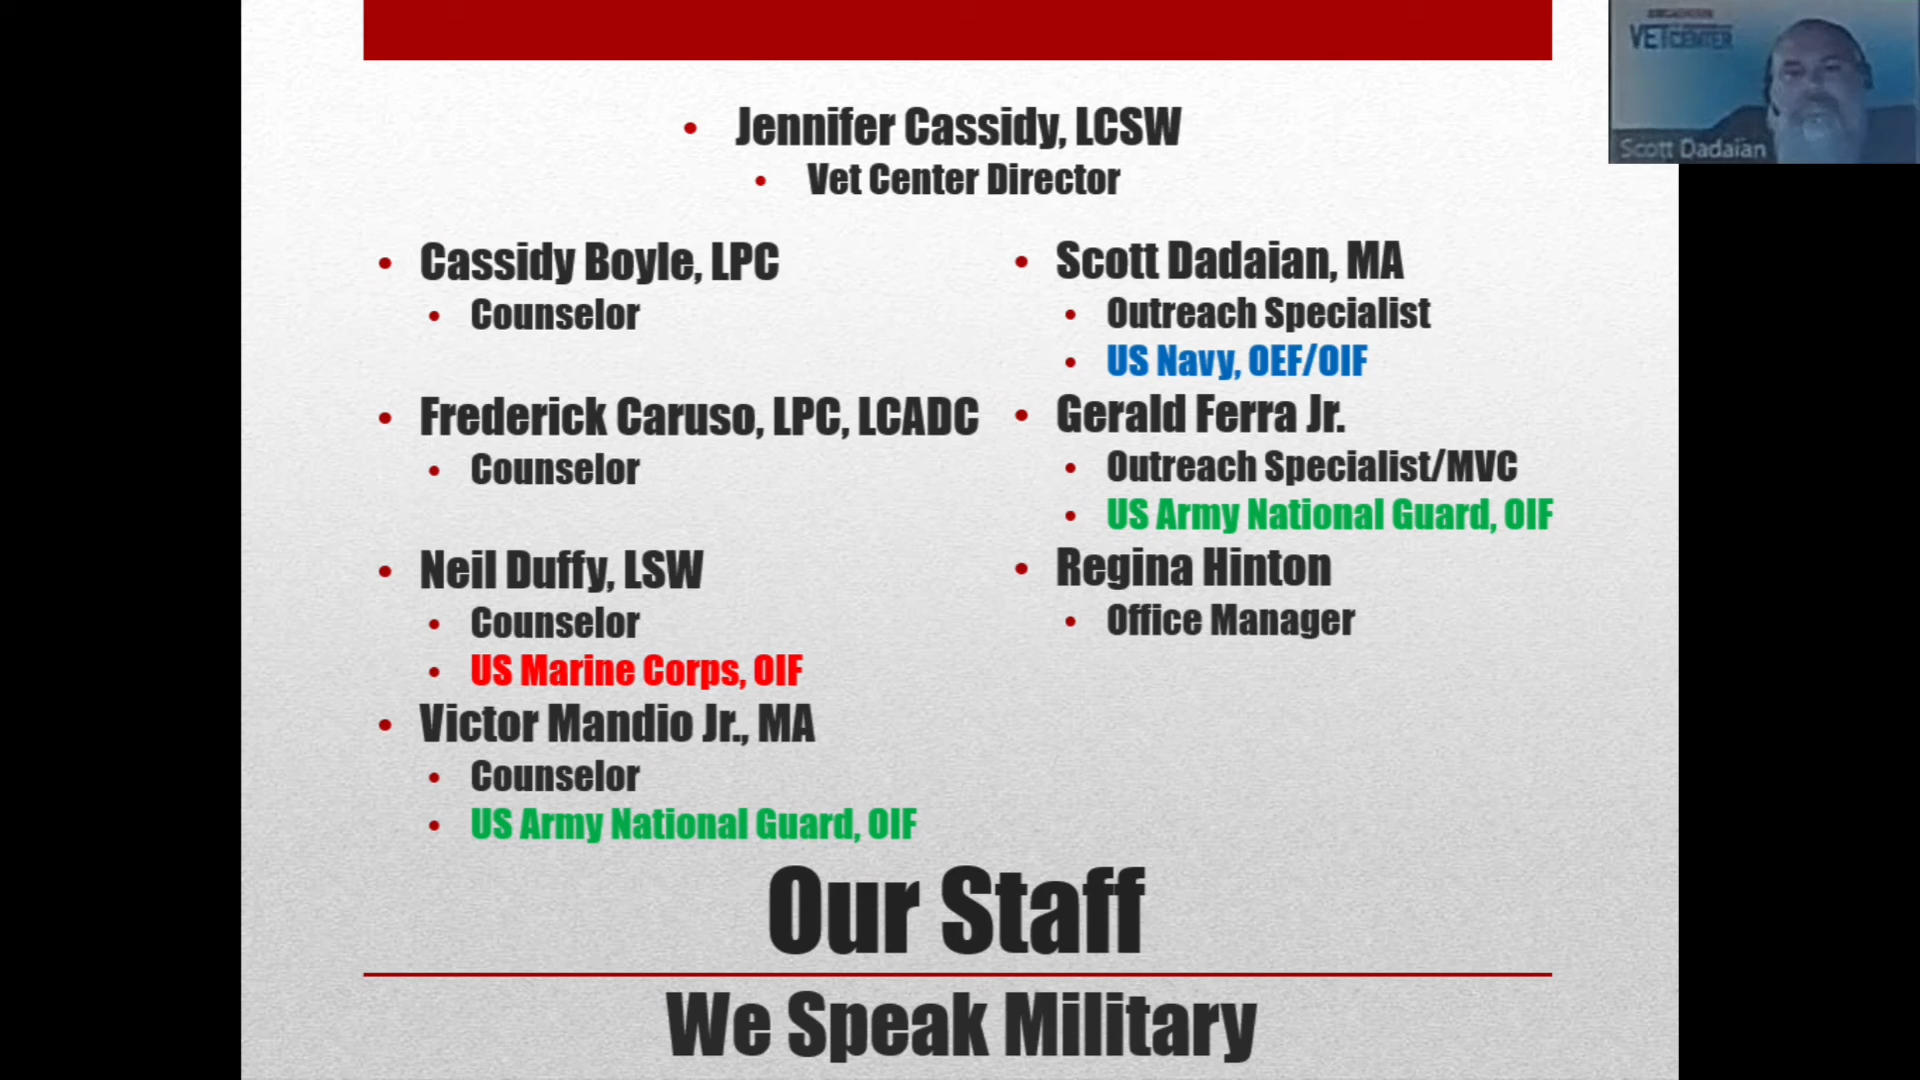 Jennifer Cassidy, LCSW
Vet Center Director
Cassidy Boyle, LPC
Counselor
Frederick Caruso, LPC, LCADC
Counselor
Neil Duffy, LSW
Counselor
US Marine Corps, OIF
Victor Mandio Jr., MA
Counselor
US Army National Guard, OIF
Scott Dadaian, MA
Outreach Specialist
US Navy, OEF/OIF
Gerald Ferra Jr.
Outreach Specialist/MVC
US Army National Guard, OIF
Regina Hinton
Office Manager
Our Staff
We Speak Military
VET CENTER
Scott Dadaian